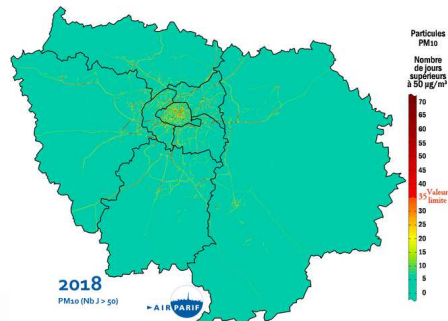 Particules
PM10
Nombre
de jours
supérieurs
à 50 µg/m³
70
65
60
55
50
45
40
35 Valeur
limite
30
25
20
15
10
5
0
2018
PM10 (Nb J > 50)
AIRPARIF